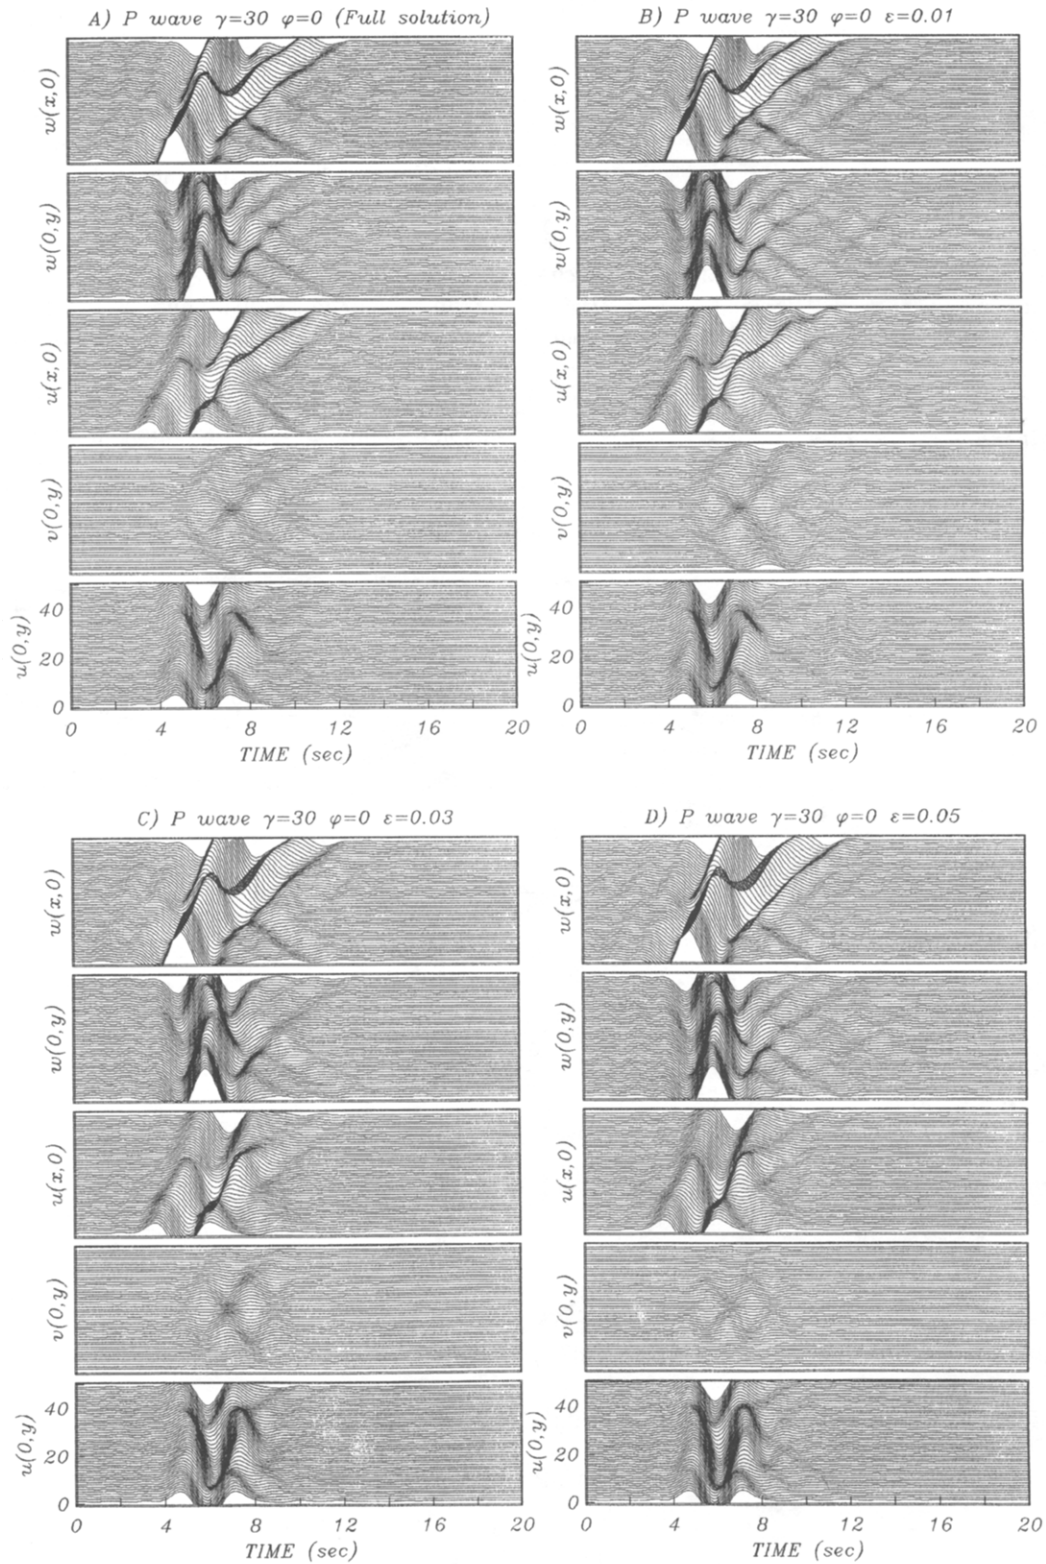 A) P wave γ=30 φ=0 (Full solution)
w(x,0)
w(0,y)
u(x,0)
v(0,y)
u(0,y)
40
20
0
0 4 8 12 16 20
TIME (sec)
B) P wave γ=30 φ=0 ε=0.01
w(x,0)
w(0,y)
u(x,0)
v(0,y)
u(0,y)
40
20
0
0 4 8 12 16 20
TIME (sec)
C) P wave γ=30 φ=0 ε=0.03
w(x,0)
w(0,y)
u(x,0)
v(0,y)
u(0,y)
40
20
0
0 4 8 12 16 20
TIME (sec)
D) P wave γ=30 φ=0 ε=0.05
w(x,0)
w(0,y)
u(x,0)
v(0,y)
u(0,y)
40
20
0
0 4 8 12 16 20
TIME (sec)